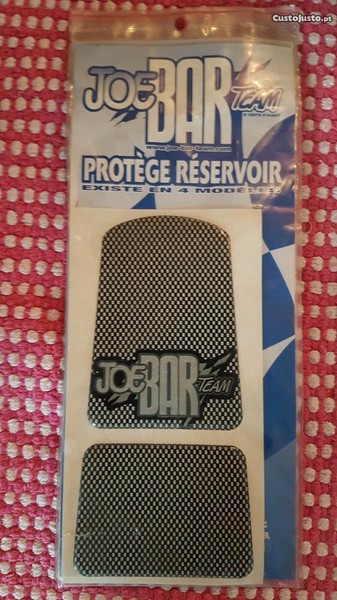 CustoJusto.pt
JOE BAR TEAM
www.joe-bar-team.com
PROTÈGE RÉSERVOIR
EXISTE EN 4 MODÈLES
JOE BAR TEAM